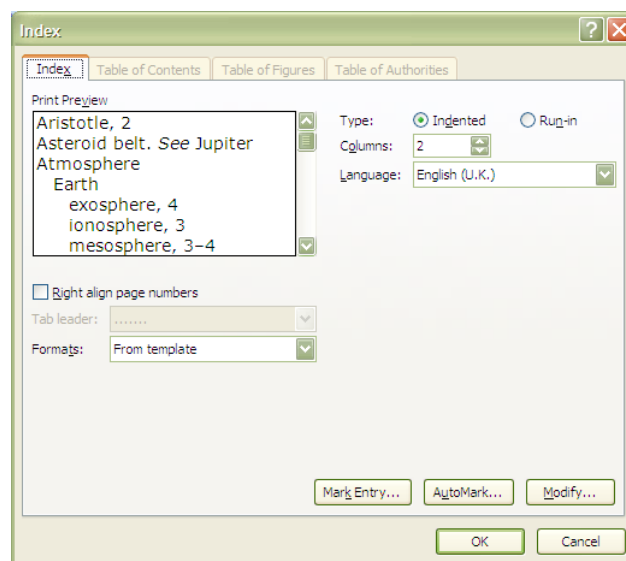 Index
Index Table of Contents Table of Figures Table of Authorities
Print Preview
Aristotle, 2
Asteroid belt. See Jupiter
Atmosphere
Earth
exosphere, 4
ionosphere, 3
mesosphere, 3–4
Type: Indented Run-in
Columns: 2
Language: English (U.K.)
Right align page numbers
Tab leader: .......
Formats: From template
Mark Entry... AutoMark... Modify...
OK Cancel